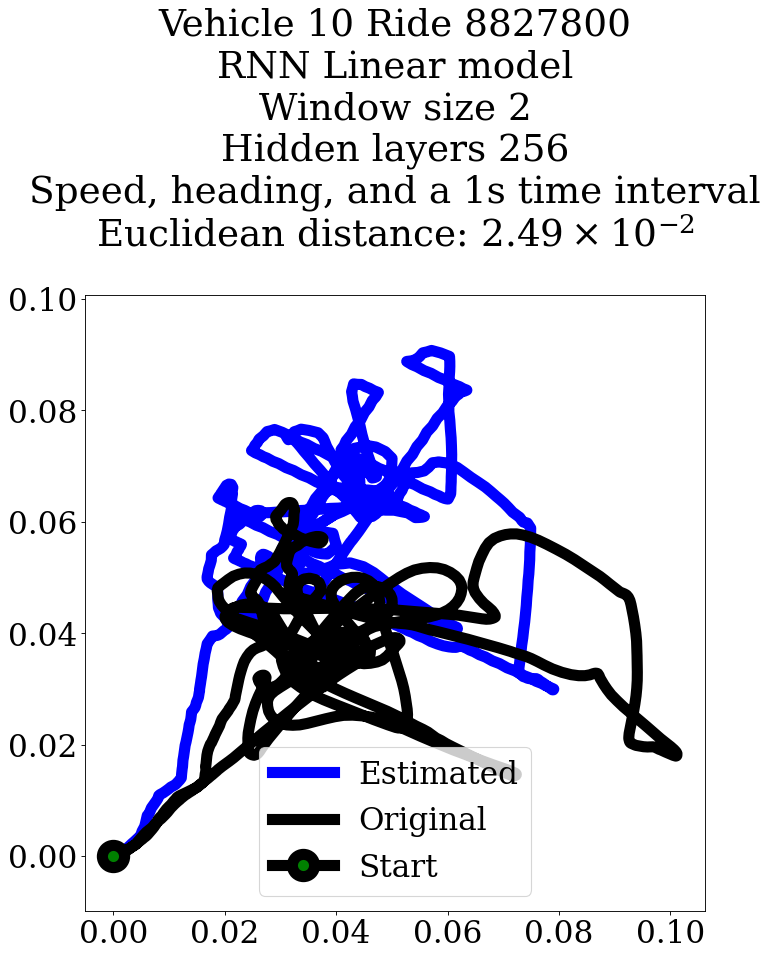 Vehicle 10 Ride 8827800
RNN Linear model
Window size 2
Hidden layers 256
Speed, heading, and a 1s time interval
Euclidean distance: 2.49 × 10⁻²
0.10
0.08
0.06
0.04
0.02
0.00
Estimated
Original
Start
0.00 0.02 0.04 0.06 0.08 0.10